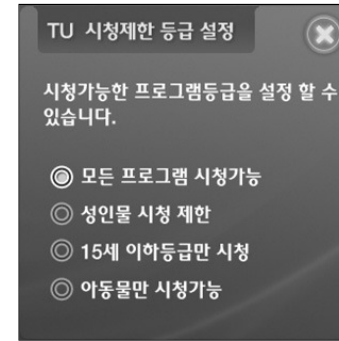 TU 시청제한 등급 설정
시청가능한 프로그램등급을 설정 할 수
있습니다.
모든 프로그램 시청가능
성인물 시청 제한
15세 이하등급만 시청
아동물만 시청가능